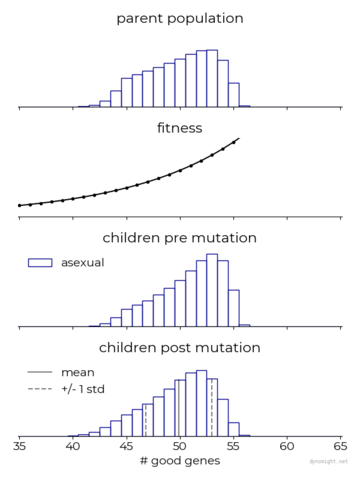 parent population
fitness
children pre mutation
asexual
children post mutation
mean
+/- 1 std
35 40 45 50 55 60 65
# good genes
dynomight.net